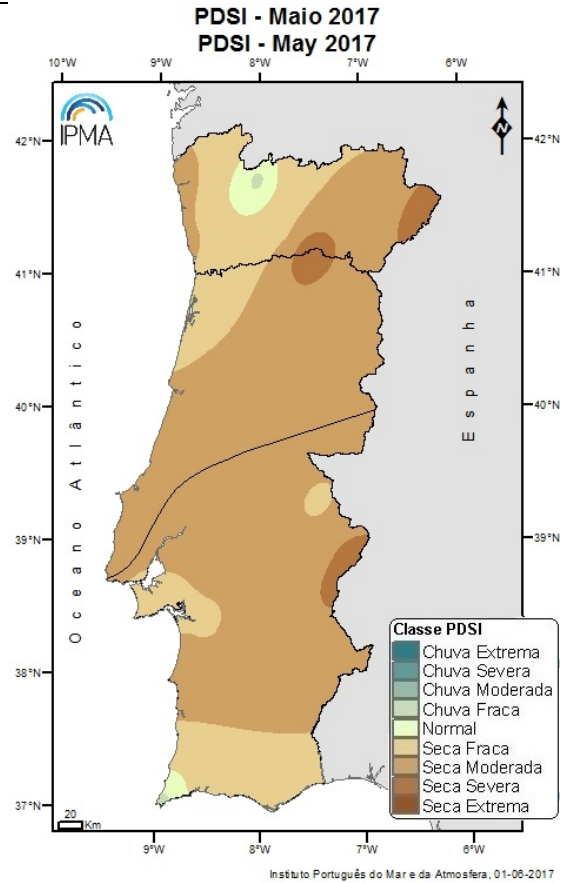 PDSI - Maio 2017
PDSI - May 2017
10°W 9°W 8°W 7°W 6°W
IPMA
N
42°N 42°N
41°N 41°N
40°N 40°N
39°N 39°N
38°N
37°N
Oceano Atlântico
Espanha
Classe PDSI
Chuva Extrema
Chuva Severa
Chuva Moderada
Chuva Fraca
Normal
Seca Fraca
Seca Moderada
Seca Severa
Seca Extrema
20
Km
9°W 8°W 7°W 6°W
Instituto Português do Mar e da Atmosfera, 01-06-2017